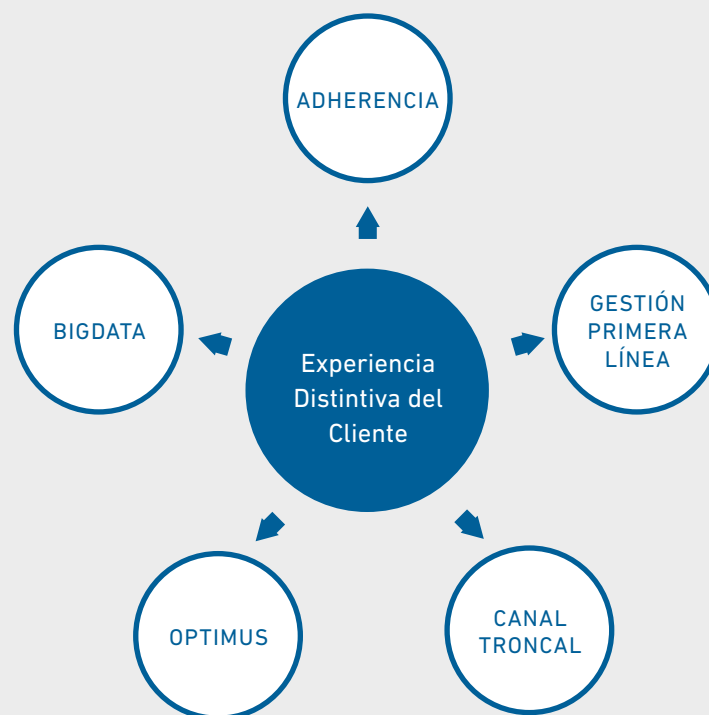 ADHERENCIA
BIGDATA
GESTIÓN
PRIMERA
LÍNEA
Experiencia
Distintiva del
Cliente
OPTIMUS
CANAL
TRONCAL